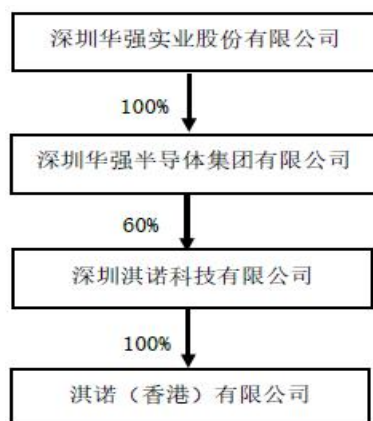 深圳华强实业股份有限公司
100%
深圳华强半导体集团有限公司
60%
深圳淇诺科技有限公司
100%
淇诺（香港）有限公司